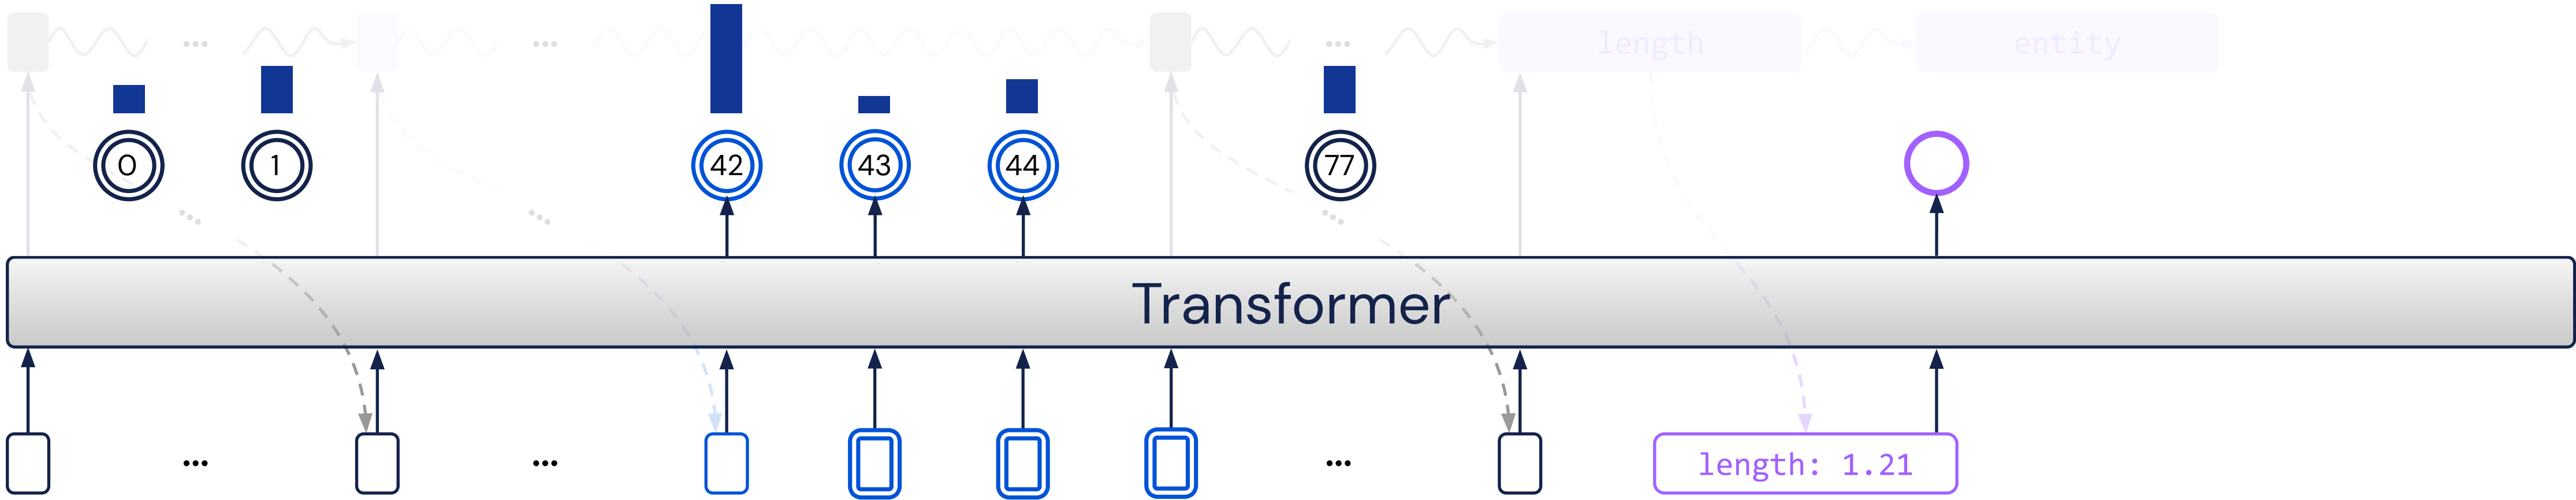 ... ... ... length entity
0 1 42 43 44 77
Transformer
... ... ... length: 1.21